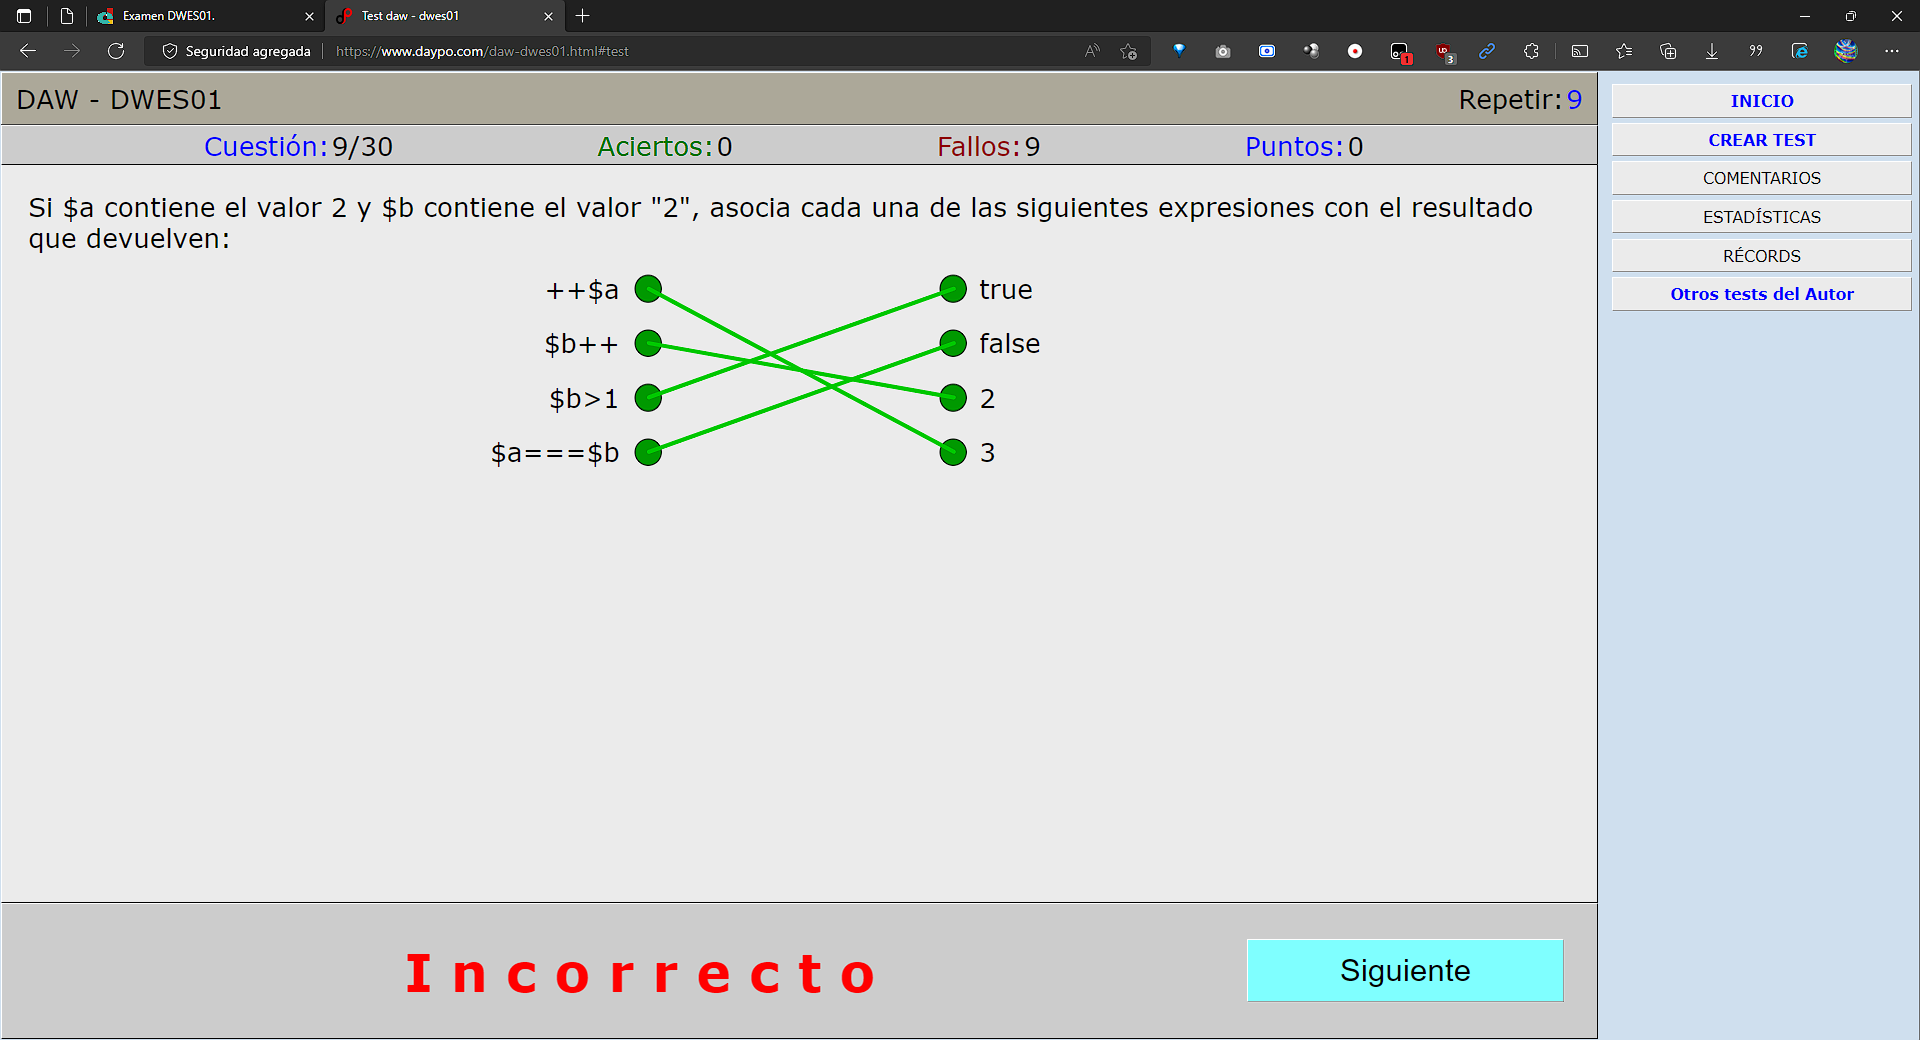 Examen DWES01.
Test daw - dwes01
Seguridad agregada
https://www.daypo.com/daw-dwes01.html#test
1
UD
3
DAW - DWES01
Repetir: 9
Cuestión: 9/30
Aciertos: 0
Fallos: 9
Puntos: 0
Si $a contiene el valor 2 y $b contiene el valor "2", asocia cada una de las siguientes expresiones con el resultado
que devuelven:
++$a
true
$b++
false
$b>1
2
$a===$b
3
Incorrecto
Siguiente
INICIO
CREAR TEST
COMENTARIOS
ESTADÍSTICAS
RÉCORDS
Otros tests del Autor